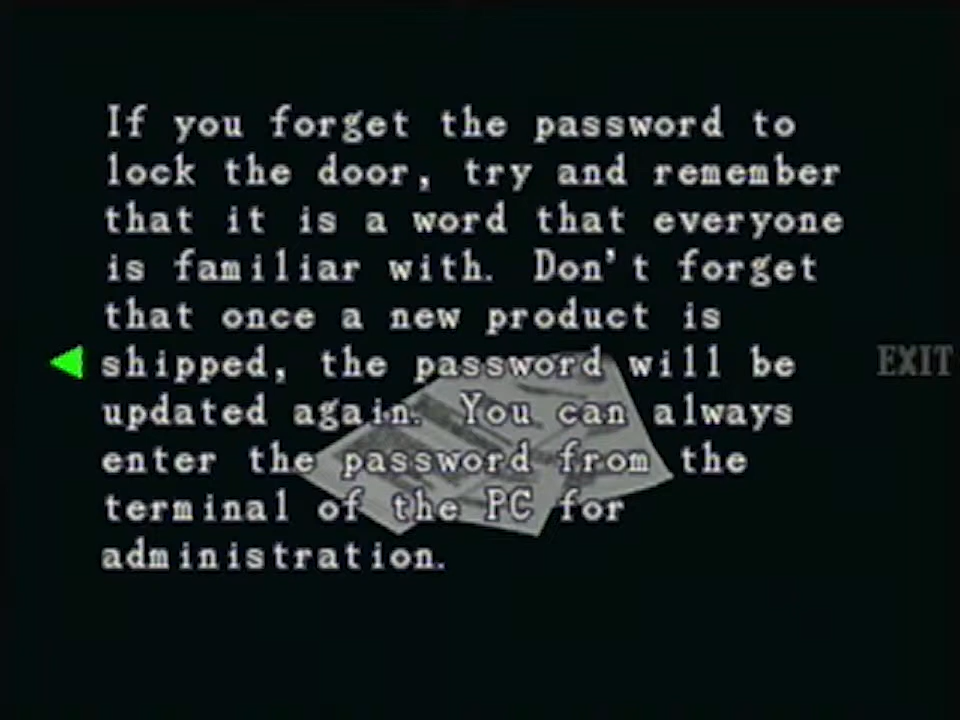 If you forget the password to
lock the door, try and remember
that it is a word that everyone
is familiar with. Don't forget
that once a new product is
shipped, the password will be
EXIT
updated again. You can always
enter the password from the
terminal of the PC for
administration.